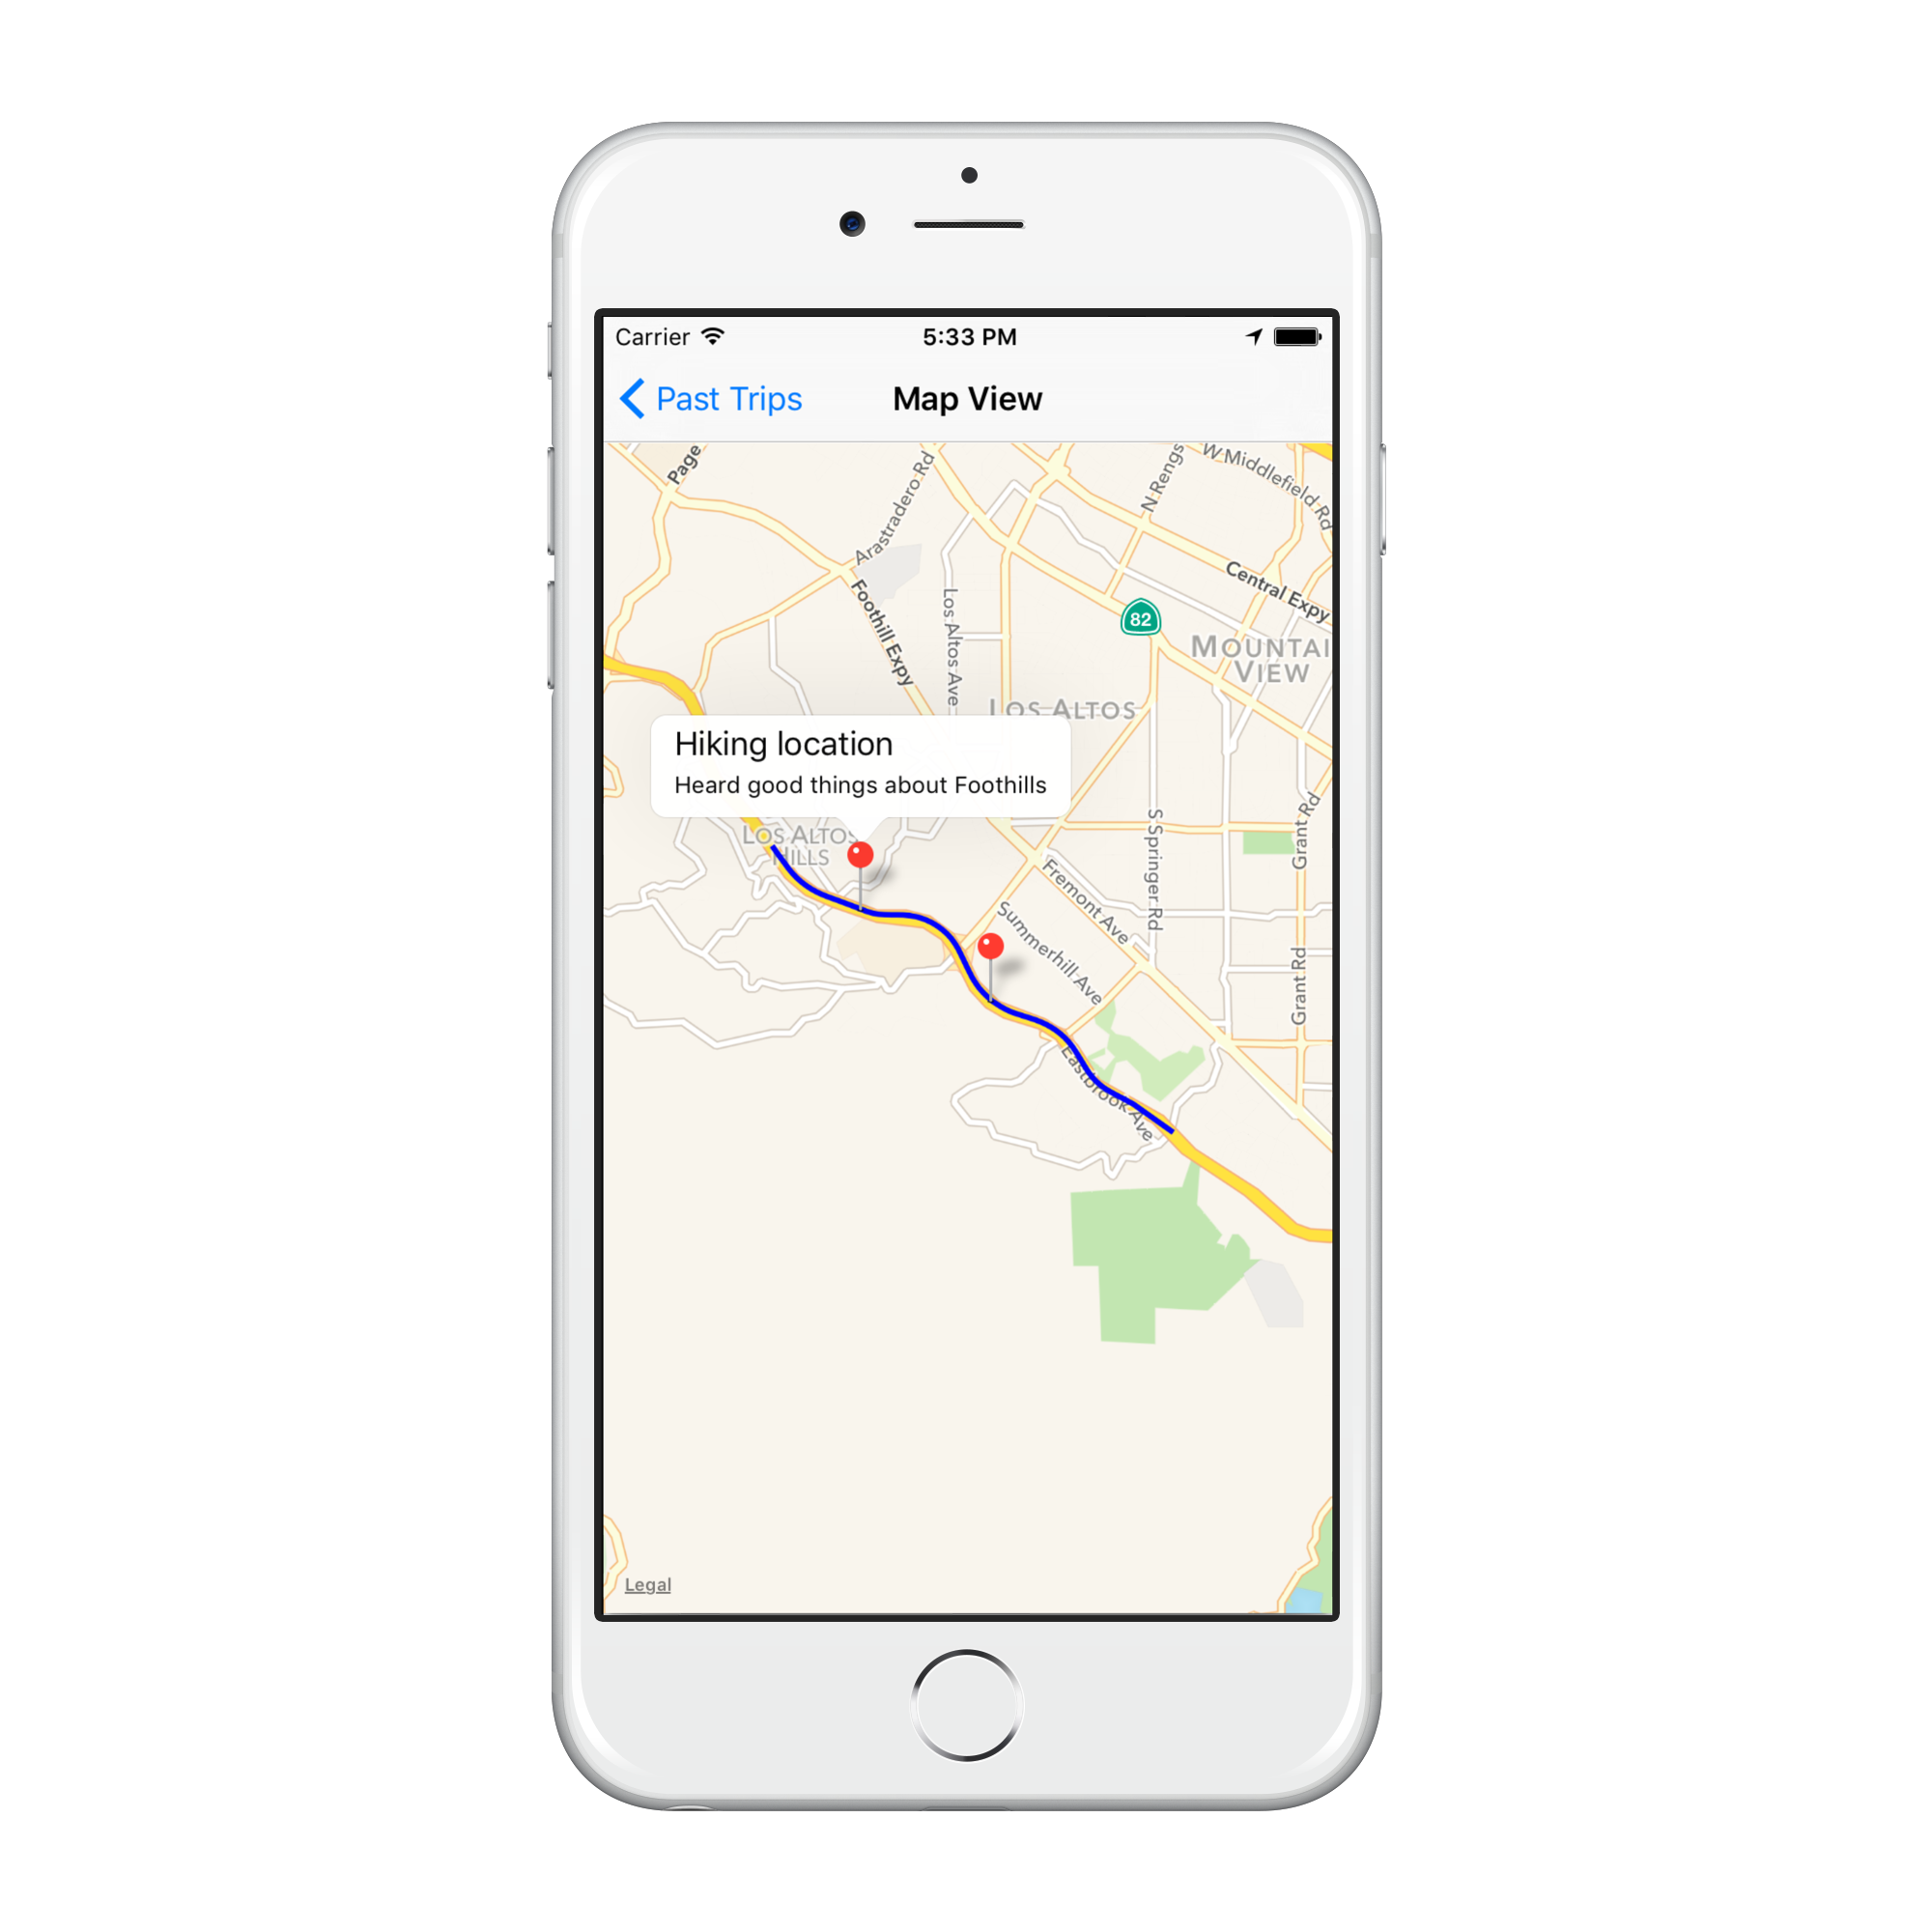 Carrier
5:33 PM
Past Trips
Map View
Page
Arastradero Rd
N Rengs
W Middlefield Rd
Foothill Expy
Los Altos Ave
Central Expy
82
MOUNTAI
VIEW
LOS ALTOS
Hiking location
Heard good things about Foothills
LOS ALTOS
HILLS
S Springer Rd
Grant Rd
Fremont Ave
Summerhill Ave
Grant Rd
Eastbrook Ave
Legal